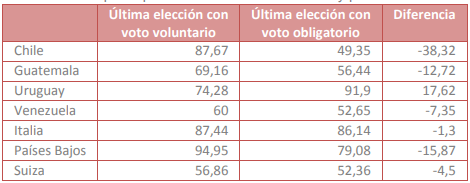 Última elección con voto voluntario Última elección con voto obligatorio Diferencia
Chile 87,67 49,35 -38,32
Guatemala 69,16 56,44 -12,72
Uruguay 74,28 91,9 17,62
Venezuela 60 52,65 -7,35
Italia 87,44 86,14 -1,3
Países Bajos 94,95 79,08 -15,87
Suiza 56,86 52,36 -4,5